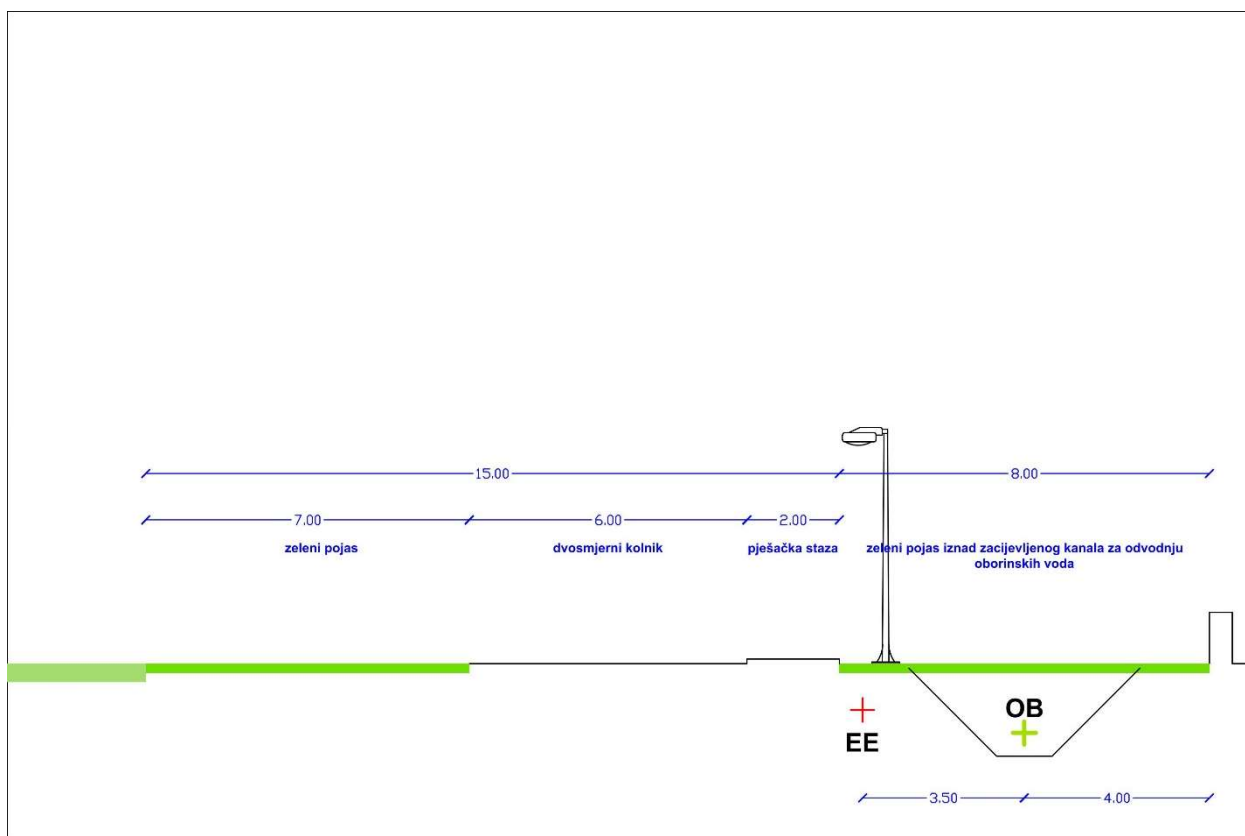 15.00 8.00
7.00 6.00 2.00
zeleni pojas dvosmjerni kolnik pješačka staza zeleni pojas iznad zacijevljenog kanala za odvodnju
oborinskih voda
OB
EE
3.50 4.00